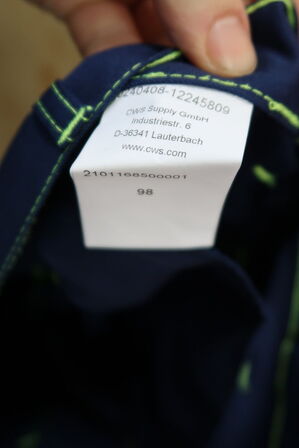 240408-12245809
CWS Supply GmbH
Industriestr. 6
D-36341 Lauterbach
www.cws.com
2101168500001
98